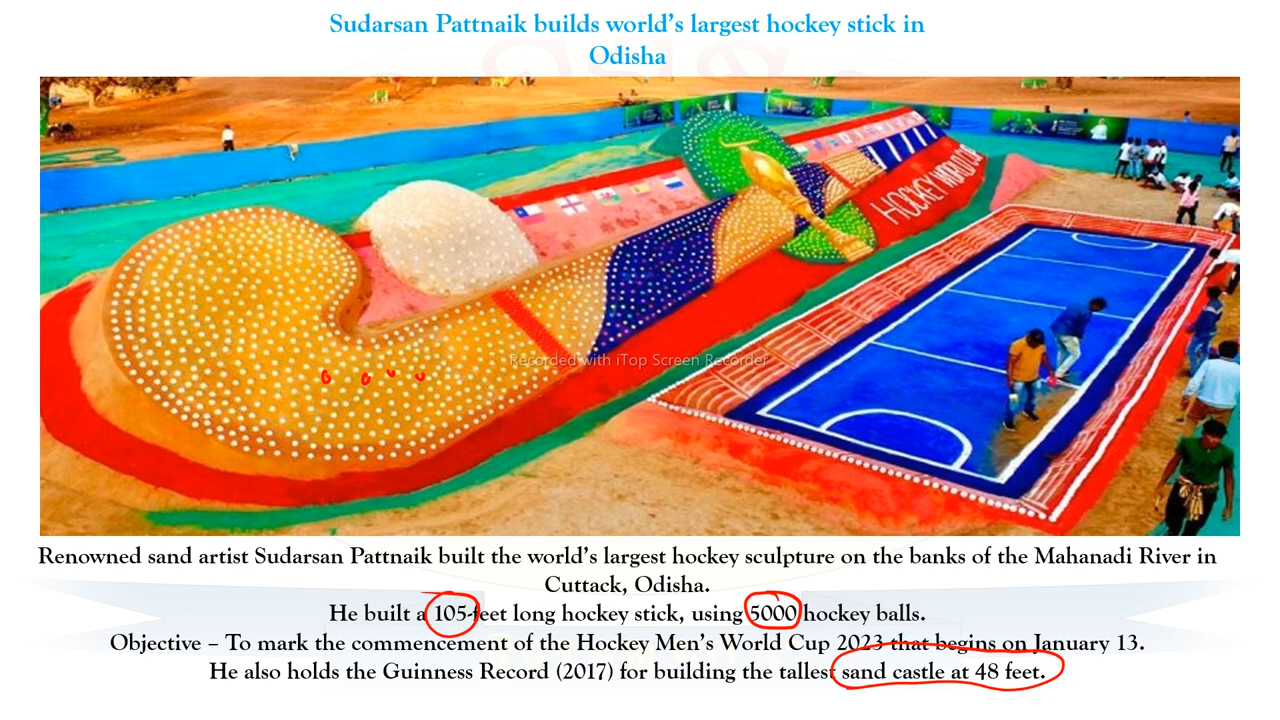 Sudarsan Pattnaik builds world's largest hockey stick in
Odisha
HOCKEY WORLD CUP
Recorded with iTop Screen Recorder
Renowned sand artist Sudarsan Pattnaik built the world's largest hockey sculpture on the banks of the Mahanadi River in
Cuttack, Odisha.
He built a 105-feet long hockey stick, using 5000 hockey balls.
Objective – To mark the commencement of the Hockey Men's World Cup 2023 that begins on January 13.
He also holds the Guinness Record (2017) for building the tallest sand castle at 48 feet.